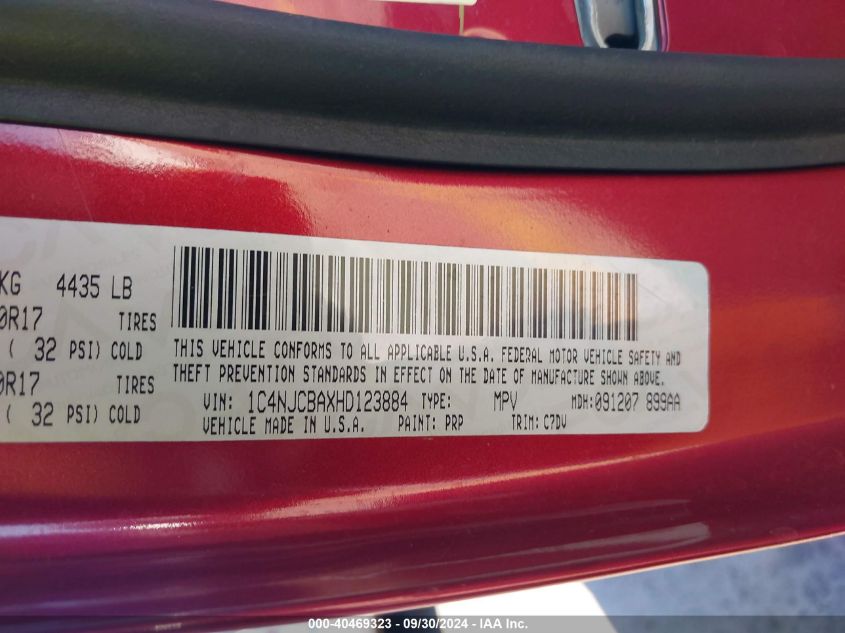 KG 4435 LB
0R17 TIRES
( 32 PSI) COLD
0R17 TIRES
( 32 PSI) COLD
THIS VEHICLE CONFORMS TO ALL APPLICABLE U.S.A. FEDERAL MOTOR VEHICLE SAFETY AND
THEFT PREVENTION STANDARDS IN EFFECT ON THE DATE OF MANUFACTURE SHOWN ABOVE.
VIN: 1C4NJCBAXHD123884 TYPE: MPV MDH:091207 899AA
VEHICLE MADE IN U.S.A. PAINT: PRP TRIM: C7DV
000-40469323 - 09/30/2024 - IAA Inc.